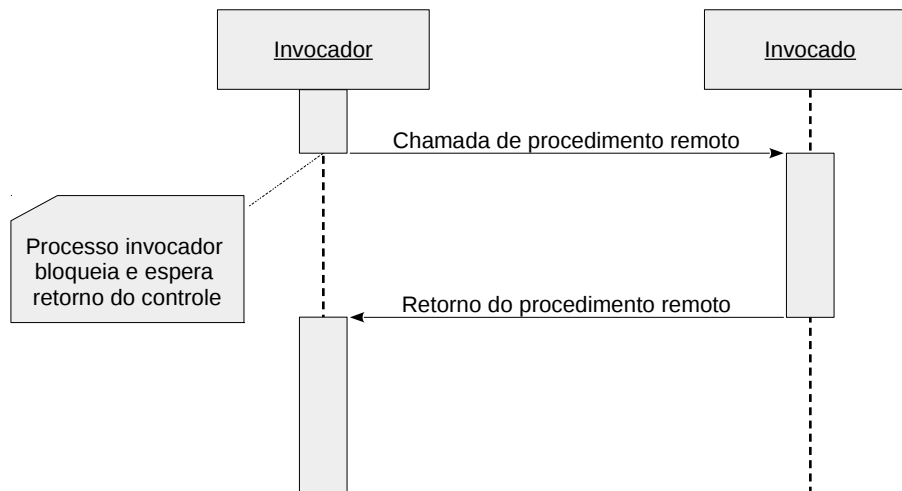 Invocador
Invocado
Chamada de procedimento remoto
Processo invocador
bloqueia e espera
retorno do controle
Retorno do procedimento remoto